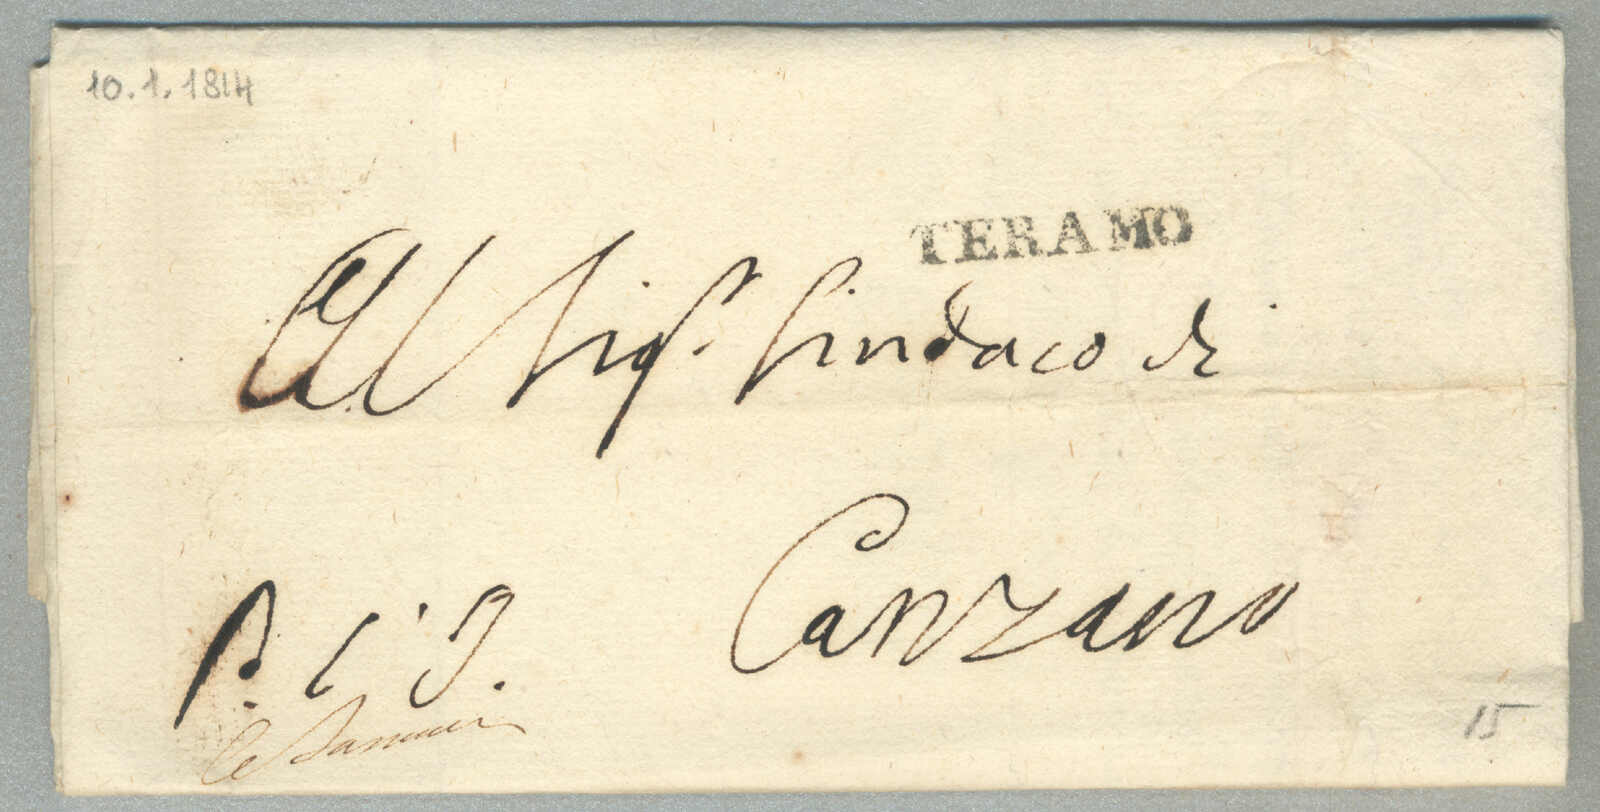 10.1.1814
TERAMO
Al Sig.r Sindaco di
Canzano
P. l'I.
15